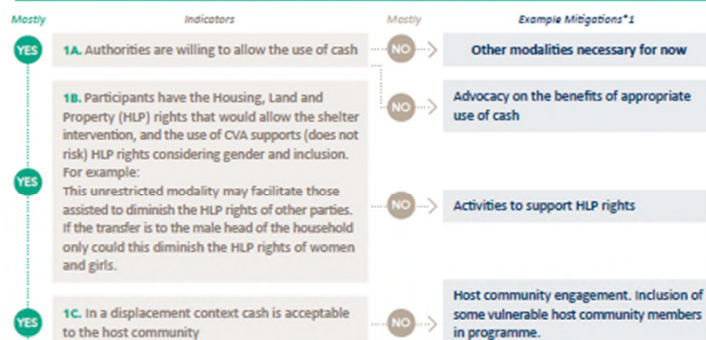 Mostly Indicators Mostly Example Mitigations*1
YES 1A. Authorities are willing to allow the use of cash NO Other modalities necessary for now
1B. Participants have the Housing, Land and
Property (HLP) rights that would allow the shelter
intervention, and the use of CVA supports (does not
risk) HLP rights considering gender and inclusion.
For example:
This unrestricted modality may facilitate those
assisted to diminish the HLP rights of other parties.
If the transfer is to the male head of the household
only could this diminish the HLP rights of women
and girls.
YES
NO Advocacy on the benefits of appropriate
use of cash
NO Activities to support HLP rights
YES 1C. In a displacement context cash is acceptable
to the host community
NO Host community engagement. Inclusion of
some vulnerable host community members
in programme.